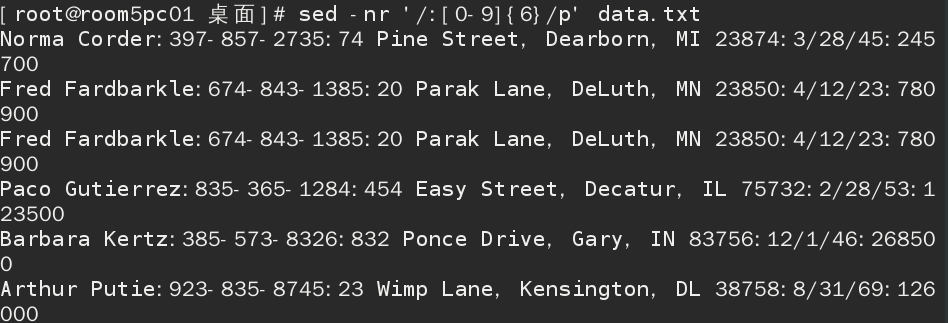 [root@room5pc01 桌面]# sed -nr '/:[0-9]{6}/p' data.txt
Norma Corder:397-857-2735:74 Pine Street, Dearborn, MI 23874:3/28/45:245
700
Fred Fardbarkle:674-843-1385:20 Parak Lane, DeLuth, MN 23850:4/12/23:780
900
Fred Fardbarkle:674-843-1385:20 Parak Lane, DeLuth, MN 23850:4/12/23:780
900
Paco Gutierrez:835-365-1284:454 Easy Street, Decatur, IL 75732:2/28/53:1
23500
Barbara Kertz:385-573-8326:832 Ponce Drive, Gary, IN 83756:12/1/46:26850
0
Arthur Putie:923-835-8745:23 Wimp Lane, Kensington, DL 38758:8/31/69:126
000